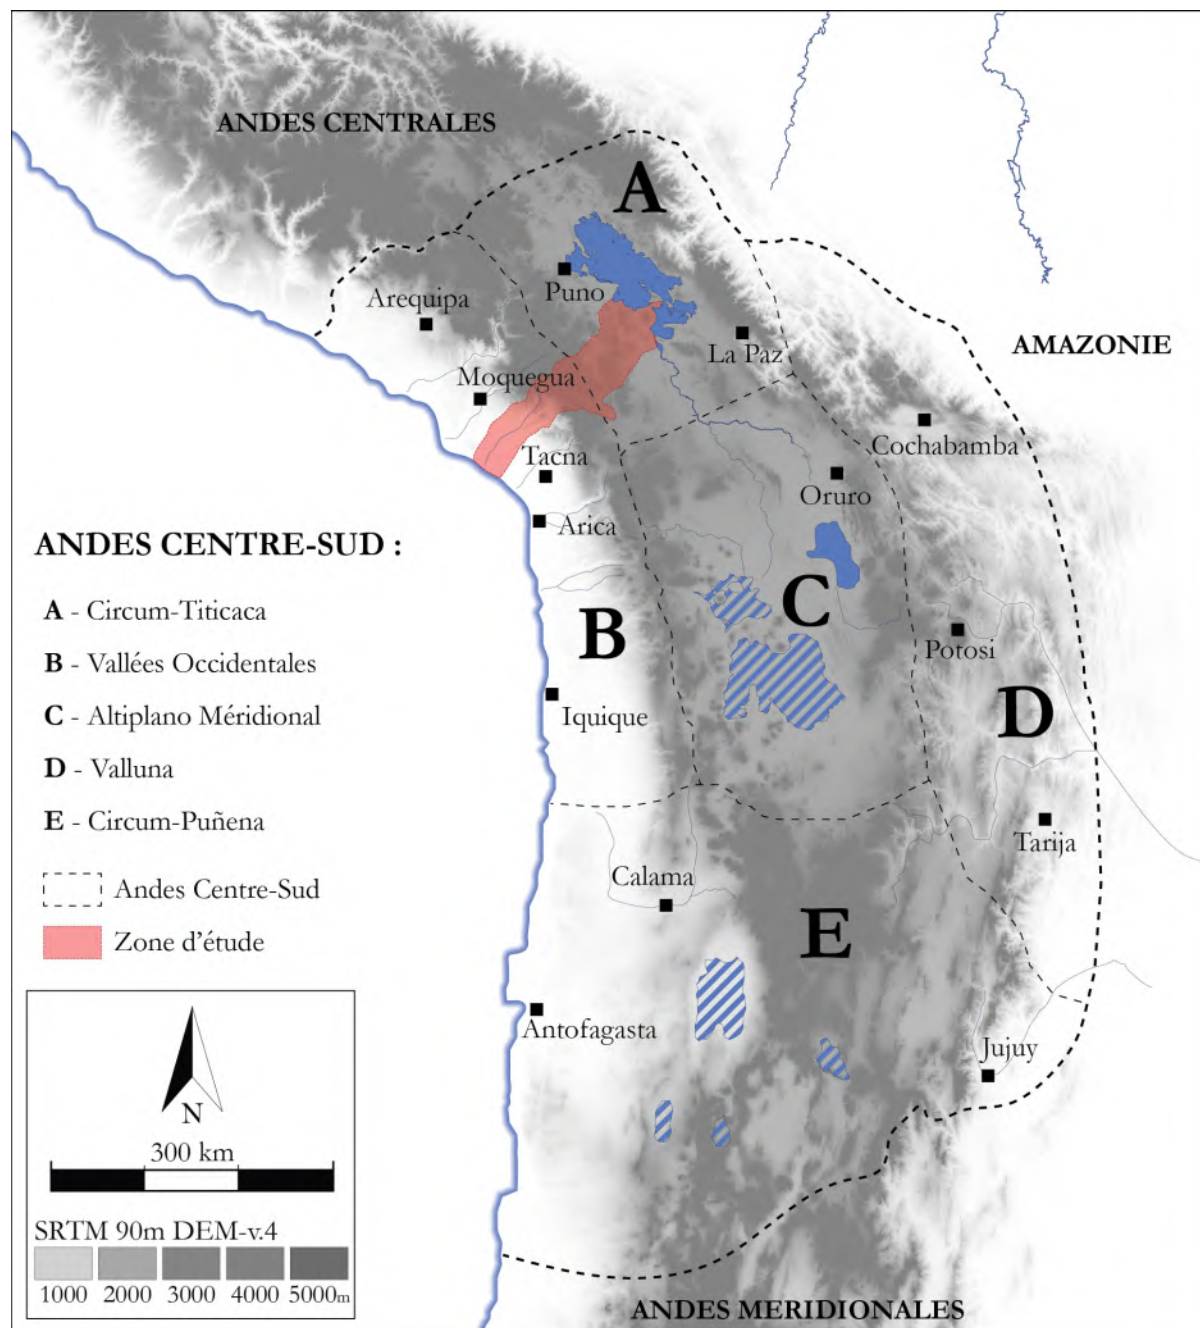 ANDES CENTRALES
A
Puno
Arequipa
La Paz
AMAZONIE
Moquegua
Cochabamba
Tacna
Oruro
Arica
ANDES CENTRE-SUD :
A - Circum-Titicaca
B - Vallées Occidentales
C - Altiplano Méridional
D - Valluna
E - Circum-Puñena
Andes Centre-Sud
Zone d'étude
C
B
Potosi
D
Iquique
Tarija
Calama
E
Antofagasta
Jujuy
N
300 km
SRTM 90m DEM-v.4
1000 2000 3000 4000 5000m
ANDES MERIDIONALES